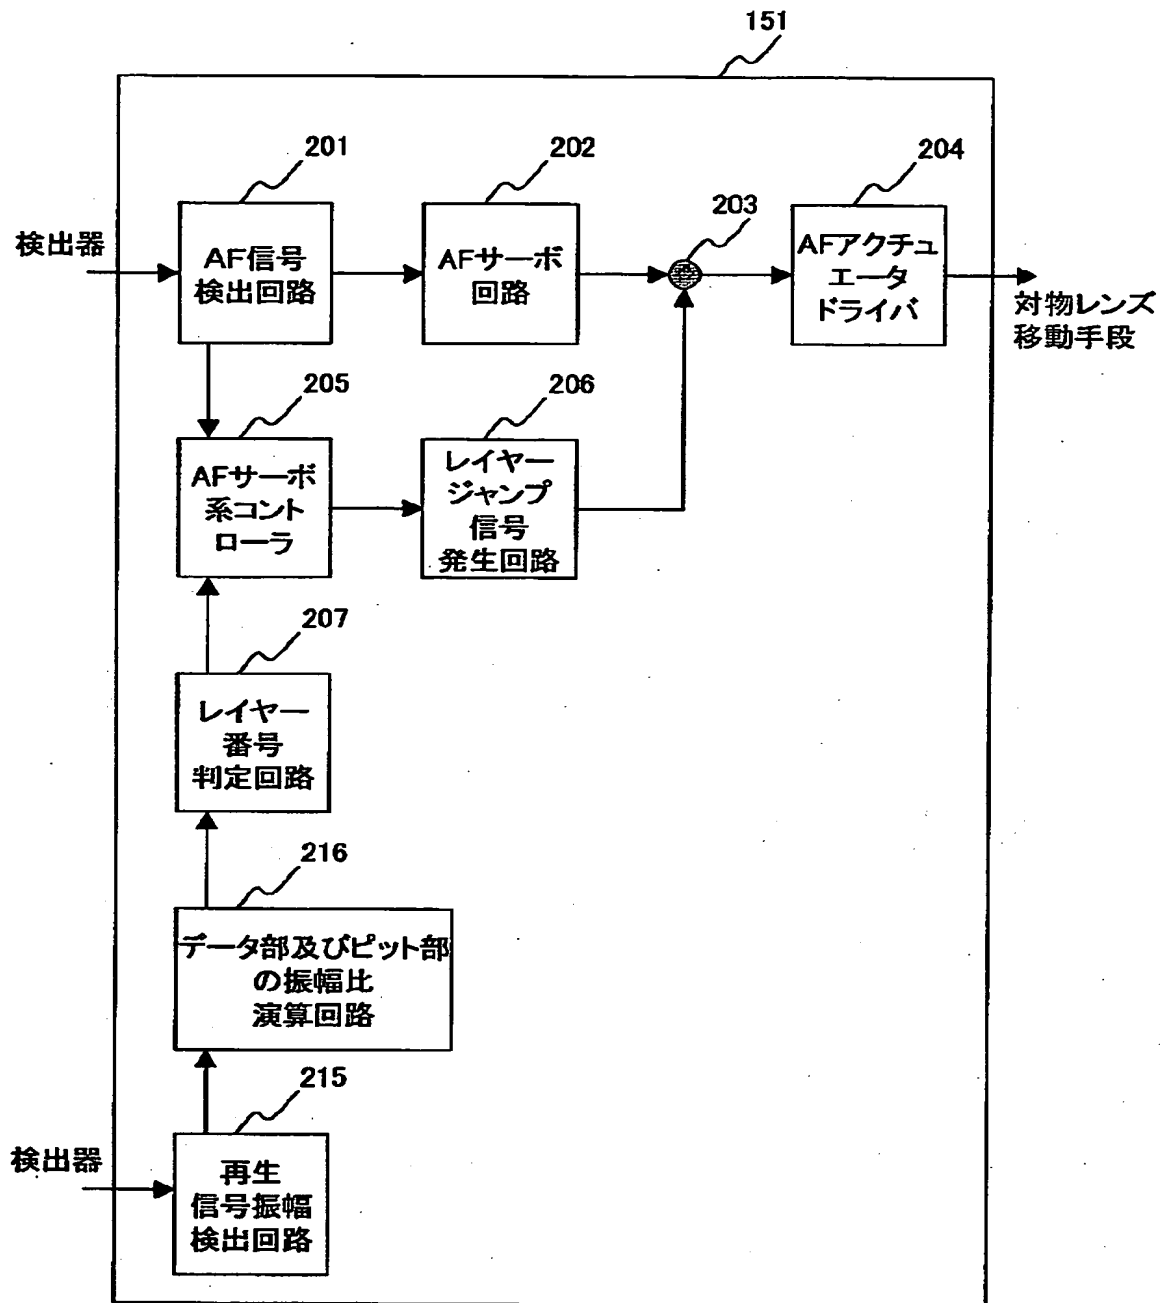 151
201
202
203
204
検出器
AF信号
検出回路
AFサーボ
回路
AFアクチュ
エータ
ドライバ
対物レンズ
移動手段
205
206
AFサーボ
系コント
ローラ
レイヤー
ジャンプ
信号
発生回路
207
レイヤー
番号
判定回路
216
データ部及びピット部
の振幅比
演算回路
215
検出器
再生
信号振幅
検出回路